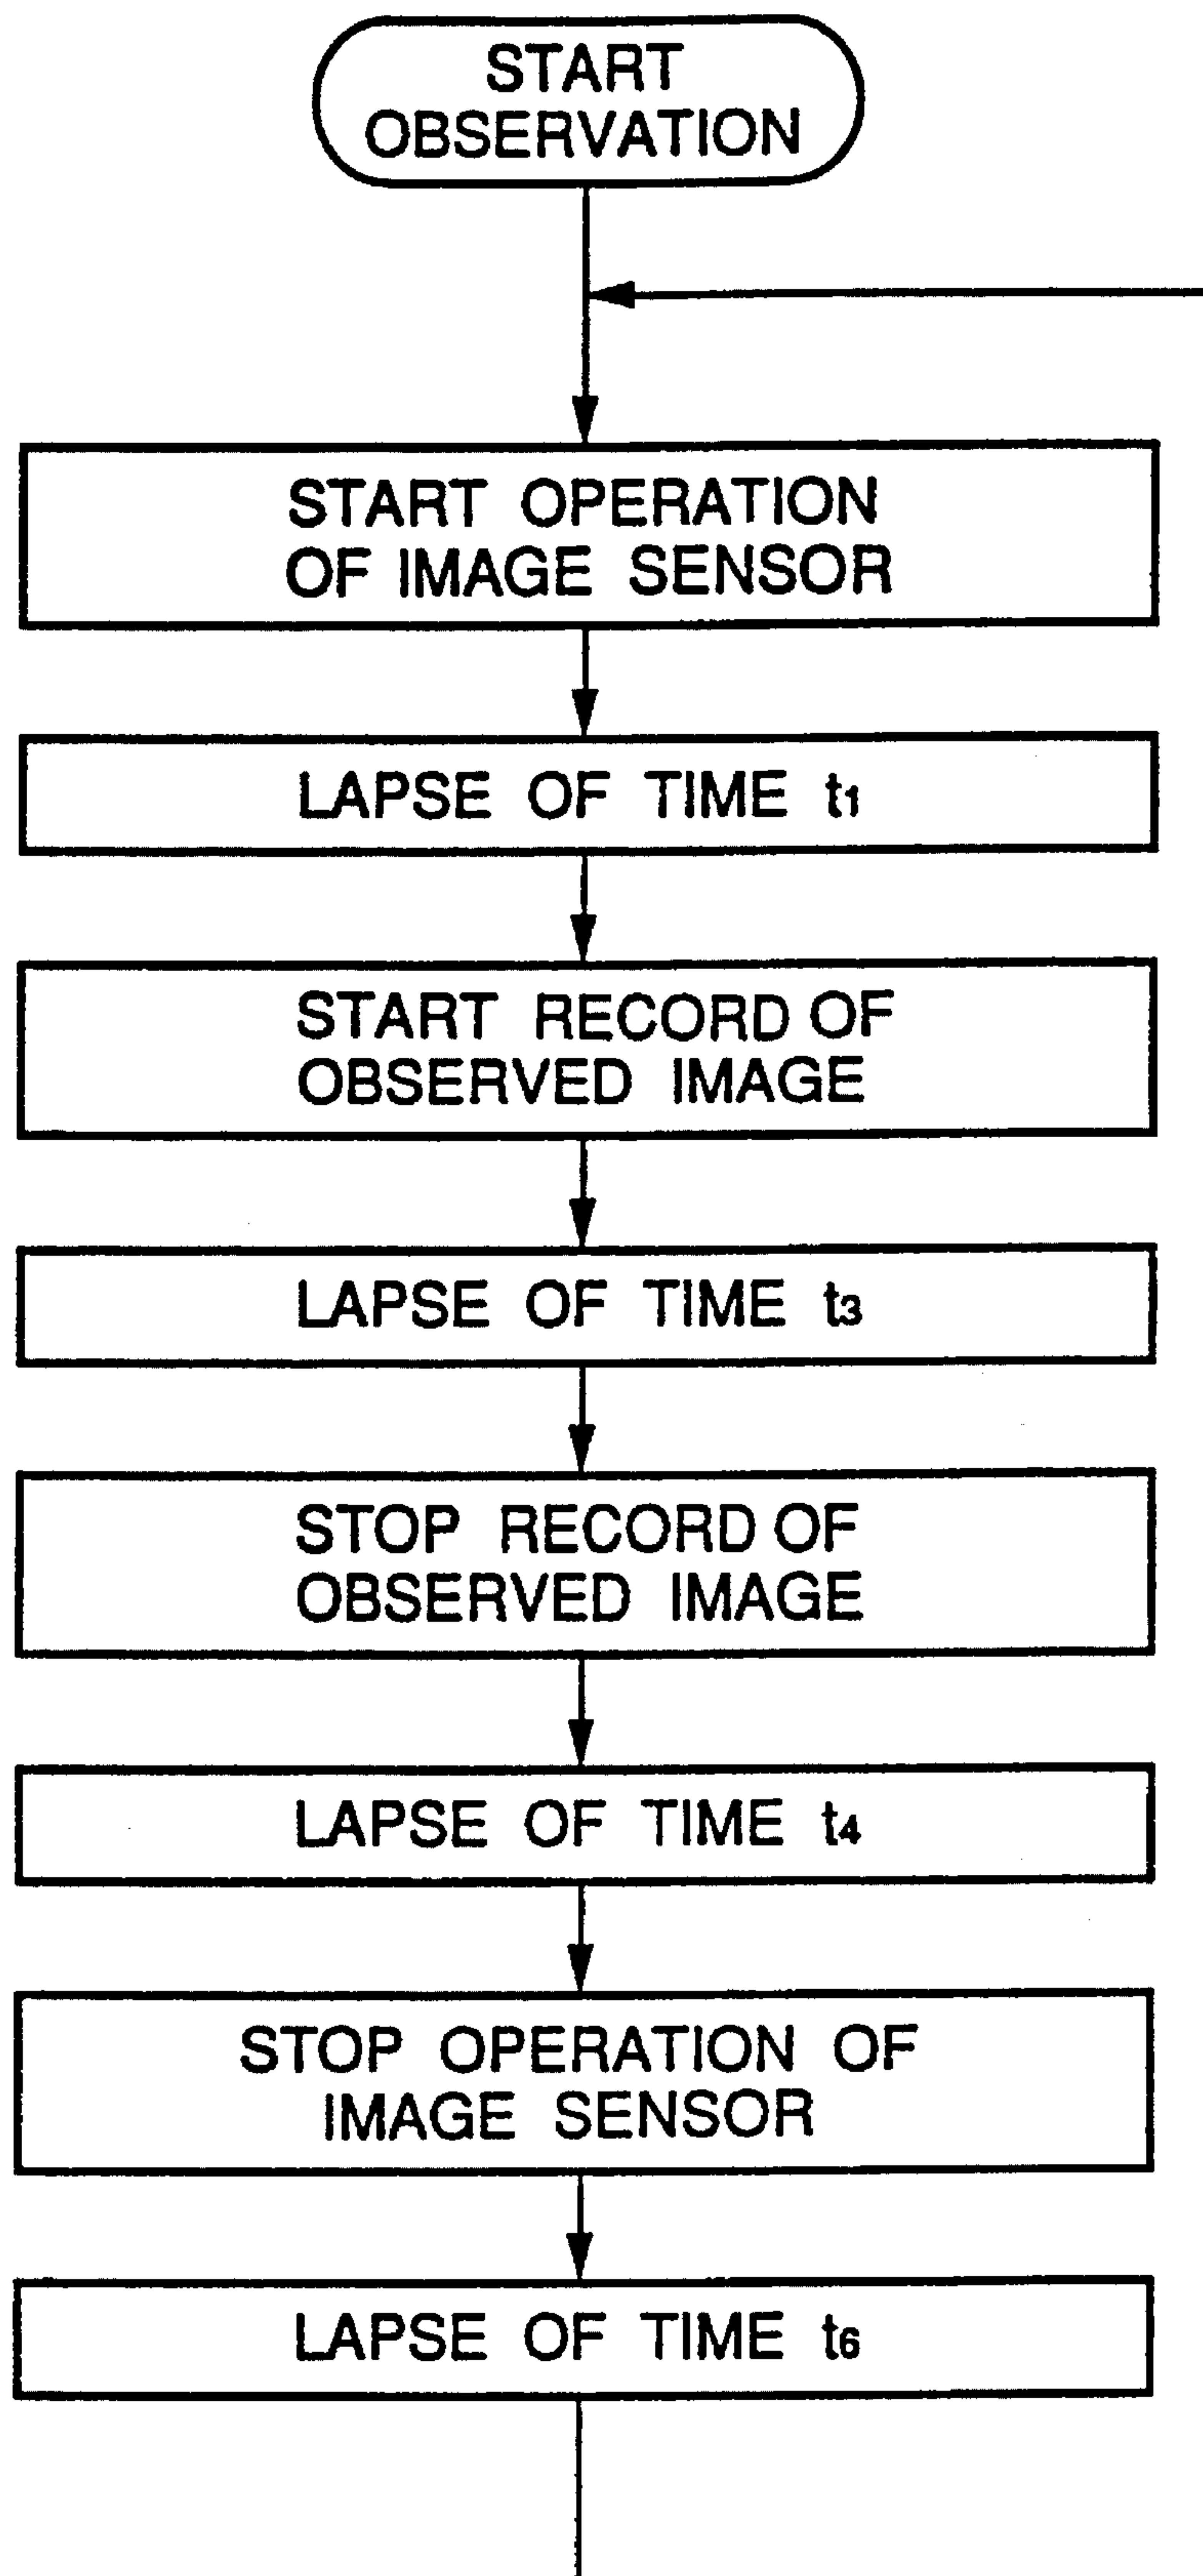 START
OBSERVATION
START OPERATION
OF IMAGE SENSOR
LAPSE OF TIME t₁
START RECORD OF
OBSERVED IMAGE
LAPSE OF TIME t₃
STOP RECORD OF
OBSERVED IMAGE
LAPSE OF TIME t₄
STOP OPERATION OF
IMAGE SENSOR
LAPSE OF TIME t₆